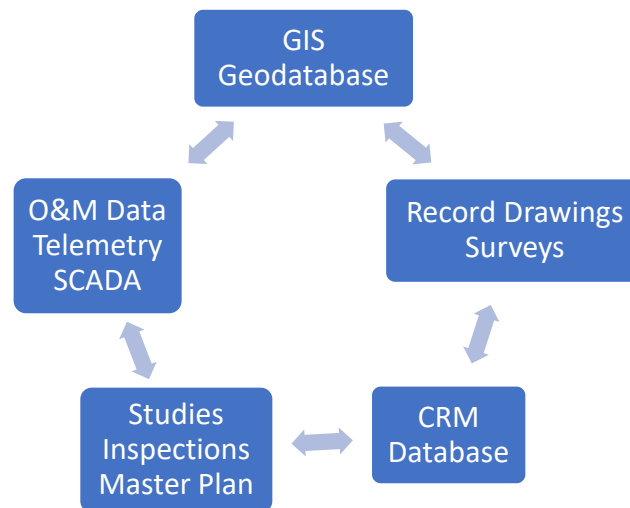 GIS
Geodatabase
O&M Data
Telemetry
SCADA
Record Drawings
Surveys
Studies
Inspections
Master Plan
CRM
Database